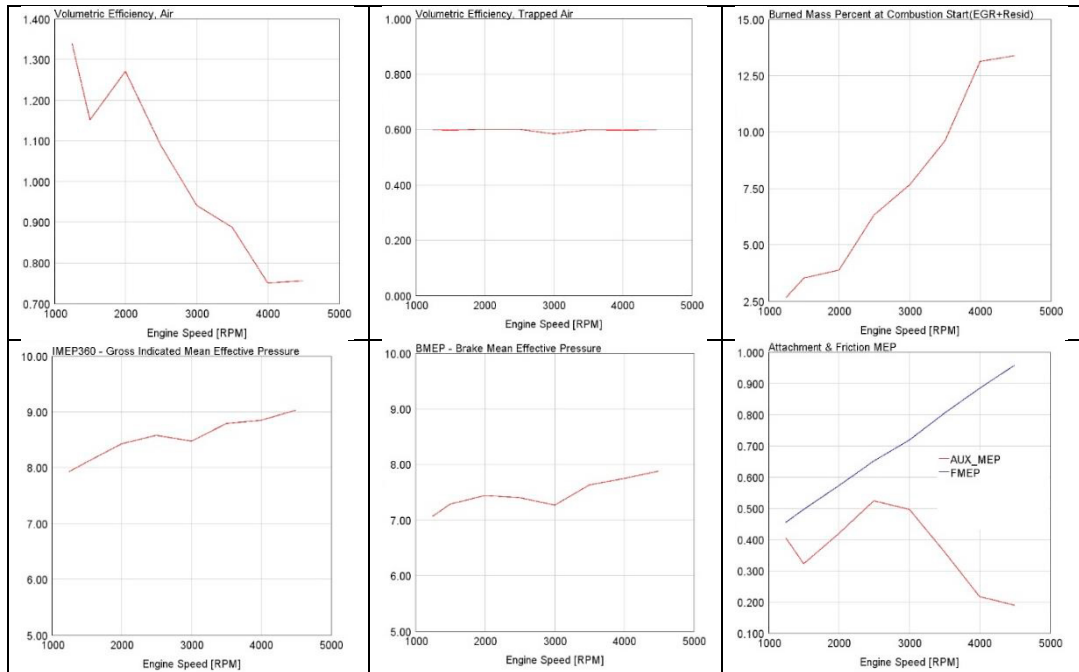 Volumetric Efficiency, Air
1.400
1.300
1.200
1.100
1.000
0.900
0.800
0.700
1000 2000 3000 4000 5000
Engine Speed [RPM]
Volumetric Efficiency. Trapped Air
1.000
0.800
0.600
0.400
0.200
0.000
1000 2000 3000 4000 5000
Engine Speed [RPM]
Burned Mass Percent at Combustion Start(EGR+Resid)
15.00
12.50
10.00
7.50
5.00
2.50
1000 2000 3000 4000 5000
Engine Speed [RPM]
IMEP360 - Gross Indicated Mean Effective Pressure
10.00
9.00
8.00
7.00
6.00
5.00
1000 2000 3000 4000 5000
Engine Speed [RPM]
BMEP - Brake Mean Effective Pressure
10.00
9.00
8.00
7.00
6.00
5.00
1000 2000 3000 4000 5000
Engine Speed [RPM]
Attachment & Friction MEP
1.000
0.900
0.800
0.700
0.600
0.500
0.400
0.300
0.200
0.100
AUX_MEP
FMEP
1000 2000 3000 4000 5000
Engine Speed [RPM]